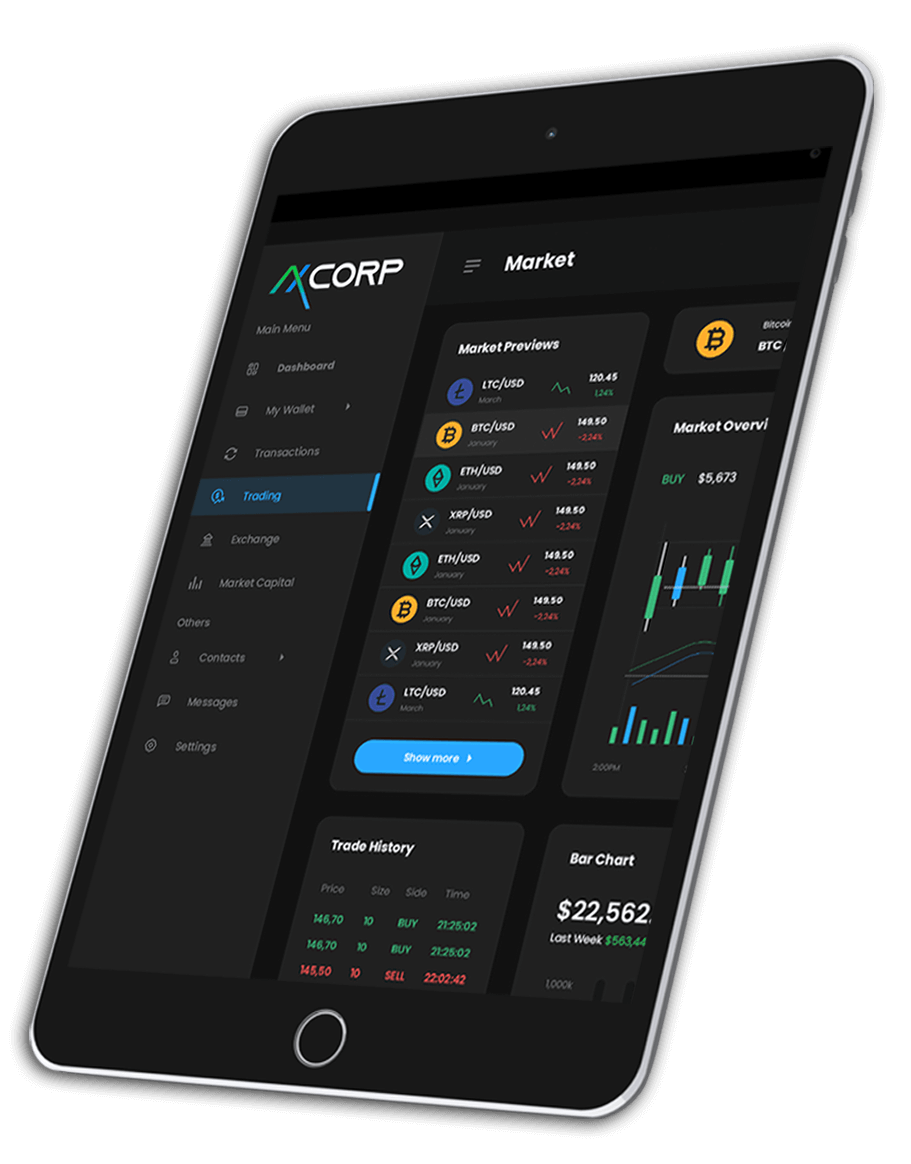 AXCORP
Main Menu
Dashboard
My Wallet
Transactions
Trading
Exchange
Market Capital
Others
Contacts
Messages
Settings
Market
Market Previews
LTC/USD 120.45
March 1,24%
BTC/USD 149.50
January -2,24%
ETH/USD 149.50
January -2,24%
XRP/USD 149.50
January -2,24%
ETH/USD 149.50
January -2,24%
BTC/USD 149.50
January -2,24%
XRP/USD 149.50
January -2,24%
LTC/USD 120.45
March 1,24%
Show more
Bitcoin
BTC /
Market Overvi
BUY $5,673
2:00PM
Trade History
Price Size Side Time
146,70 10 BUY 21:25:02
146,70 10 BUY 21:25:02
145,50 10 SELL 22:02:42
Bar Chart
$22,562.
Last Week $563,44
1,000k